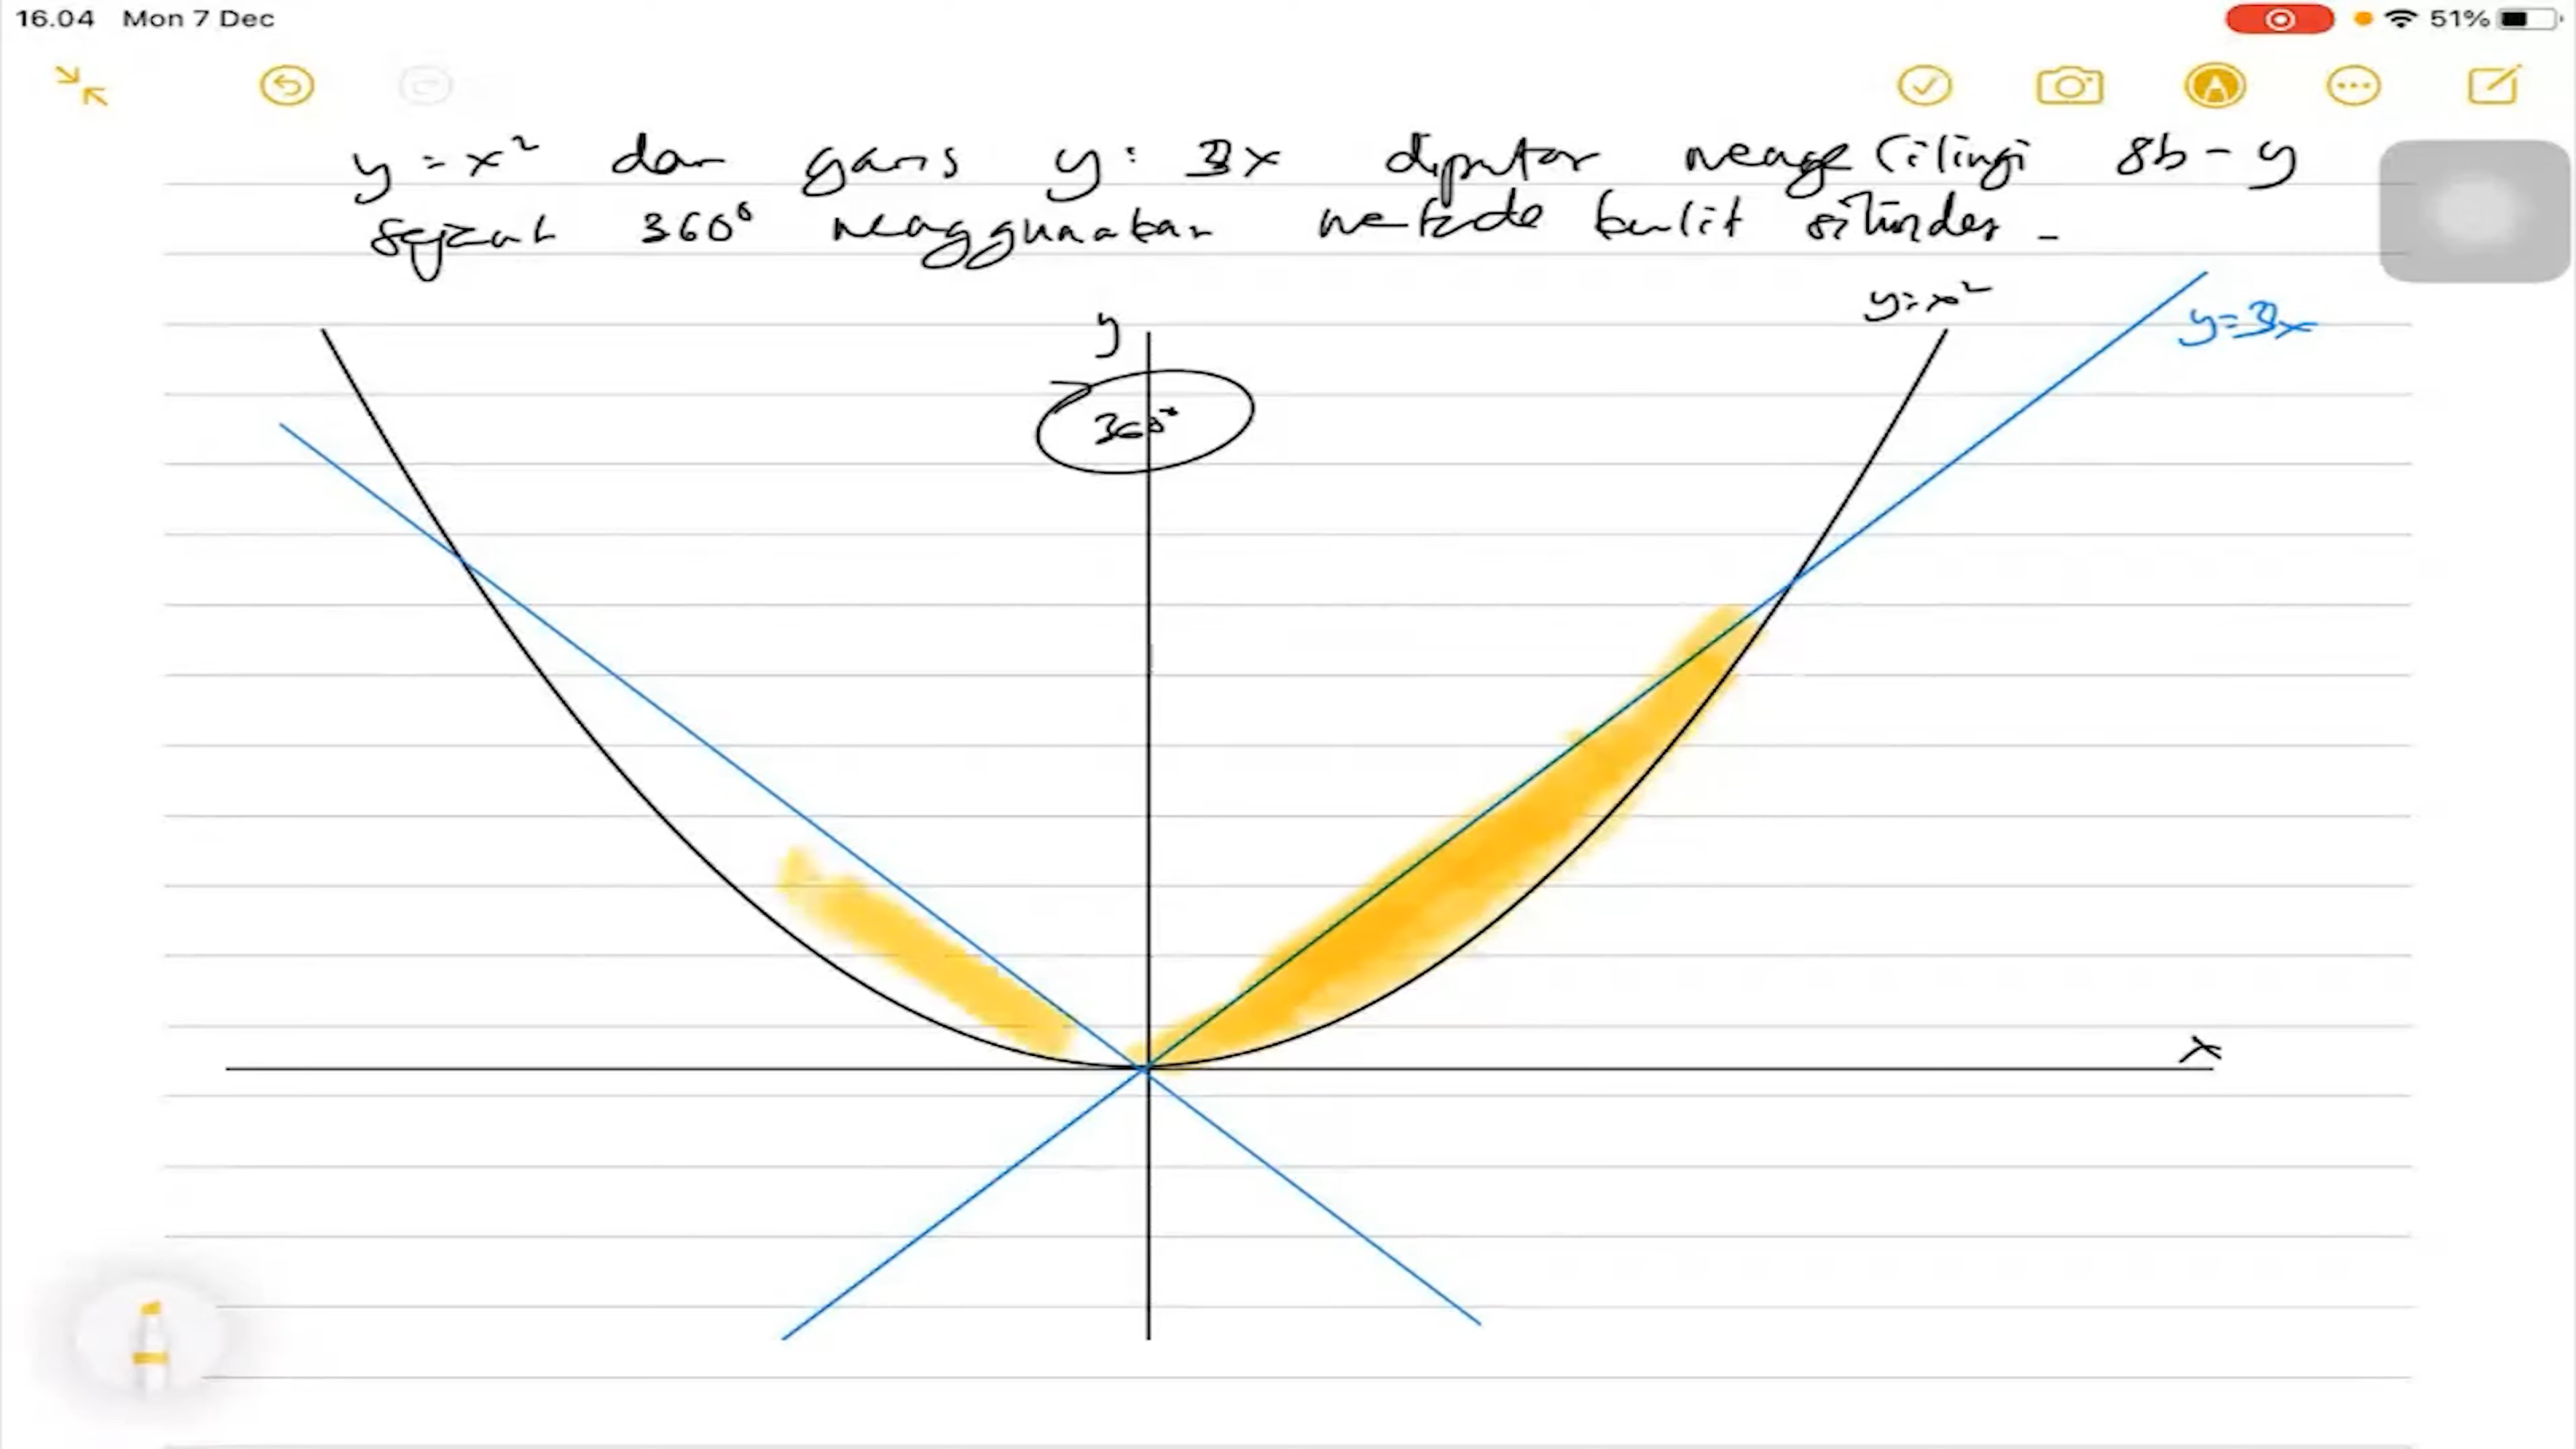 16.04 Mon 7 Dec
51%
y = x² dan garis y = 3x diputar mengelilingi sb-y
sejauh 360° menggunakan metode kulit silinder.
y = x²
y
y=3x
360°
x